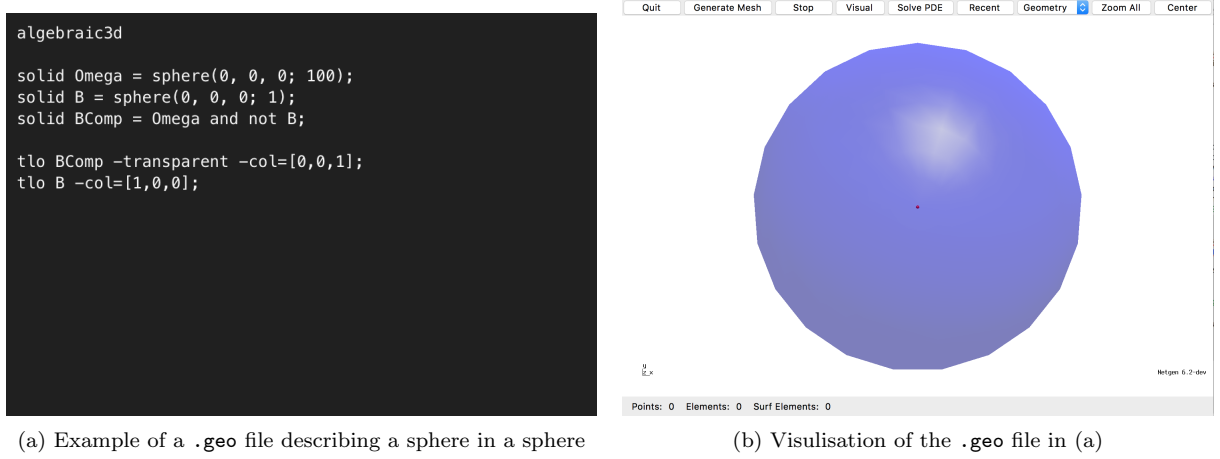 algebraic3d
solid Omega = sphere(0, 0, 0; 100);
solid B = sphere(0, 0, 0; 1);
solid BComp = Omega and not B;
tlo BComp -transparent -col=[0,0,1];
tlo B -col=[1,0,0];
(a) Example of a .geo file describing a sphere in a sphere
Quit Generate Mesh Stop Visual Solve PDE Recent Geometry Zoom All Center
y
z x
Netgen 6.2-dev
Points: 0 Elements: 0 Surf Elements: 0
(b) Visulisation of the .geo file in (a)